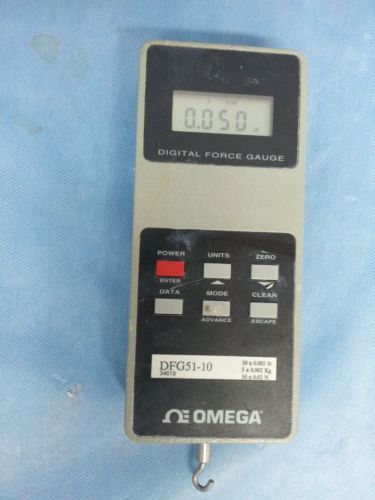 0.050
DIGITAL FORCE GAUGE
POWER UNITS ZERO
ENTER
DATA MODE CLEAR
ADVANCE ESCAPE
DFG51-10 10 x 0.005 lb
34619 5 x 0.002 Kg
50 x 0.02 N
OMEGA